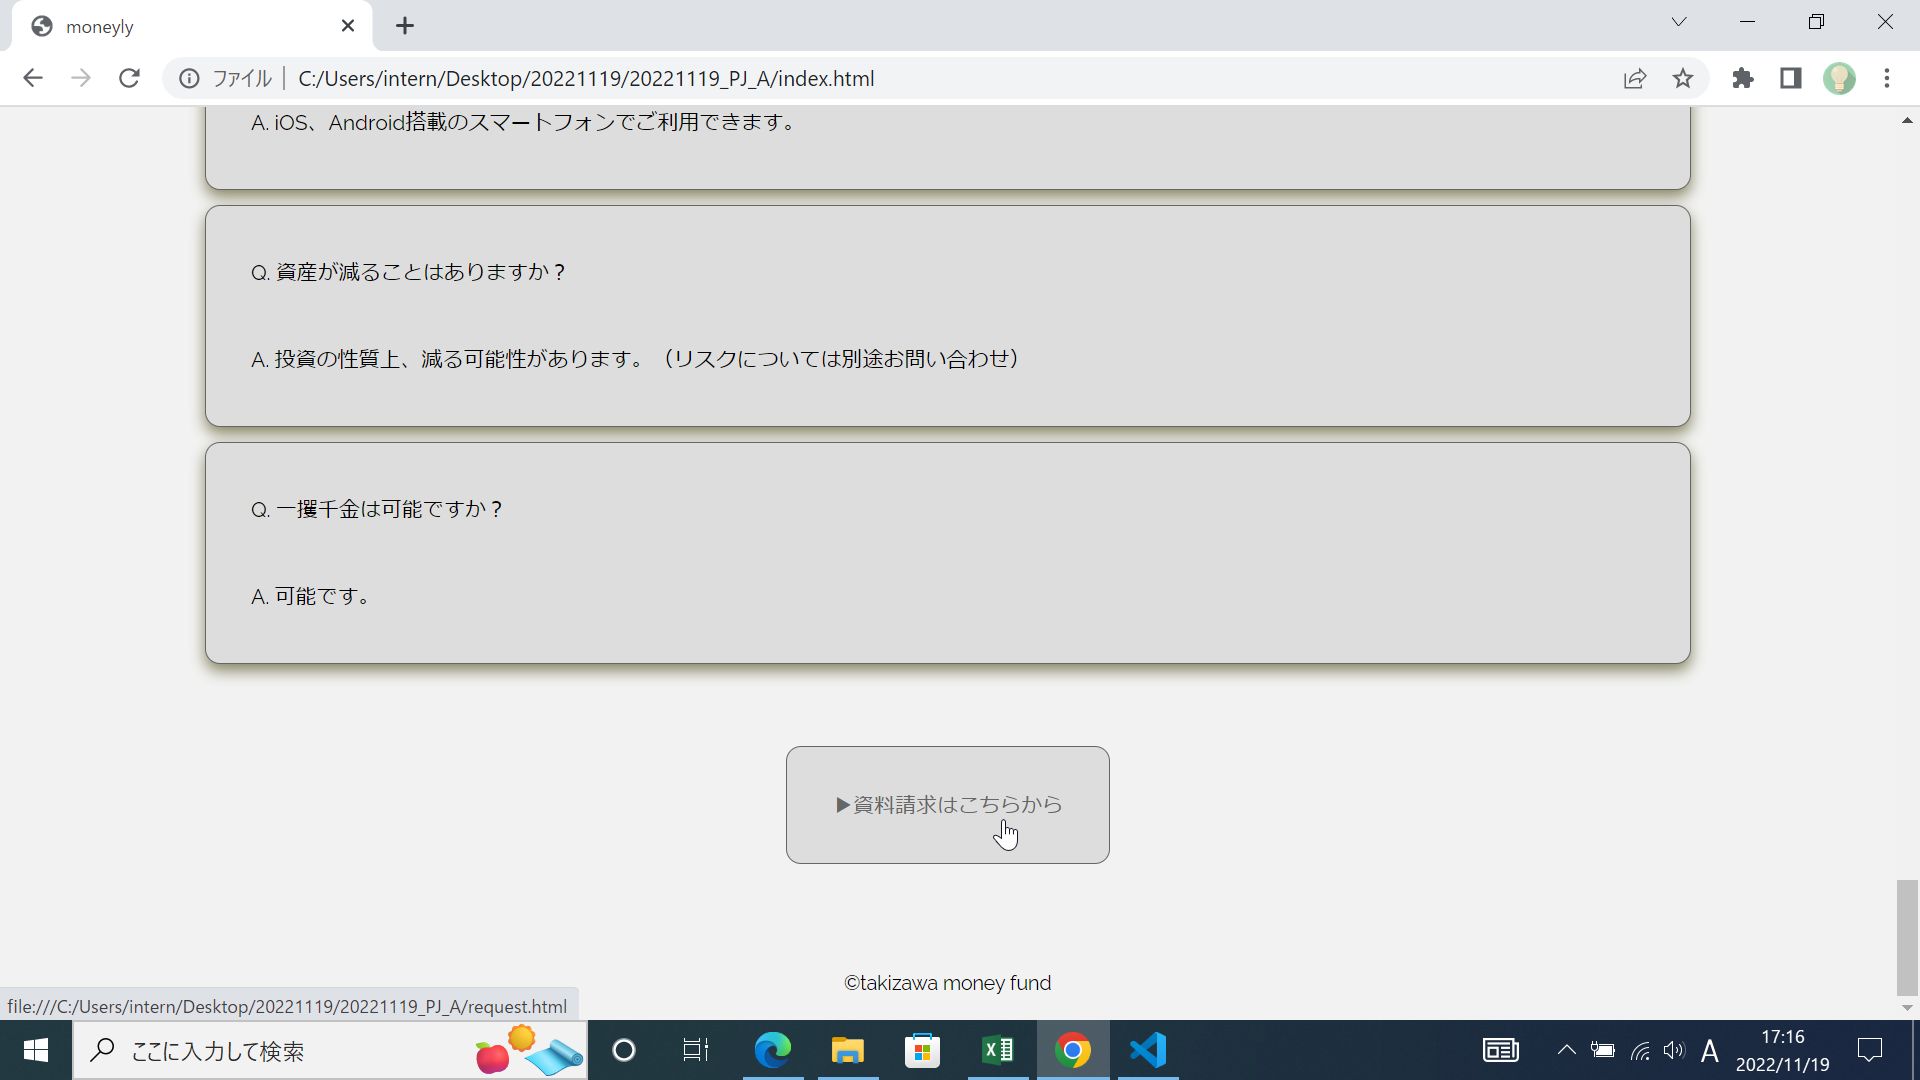 moneyly
ファイル
C:/Users/intern/Desktop/20221119/20221119_PJ_A/index.html
A. iOS、Android搭載のスマートフォンでご利用できます。
Q. 資産が減ることはありますか？
A. 投資の性質上、減る可能性があります。（リスクについては別途お問い合わせ）
Q. 一攫千金は可能ですか？
A. 可能です。
▶資料請求はこちらから
©takizawa money fund
file:///C:/Users/intern/Desktop/20221119/20221119_PJ_A/request.html
ここに入力して検索
A
17:16
2022/11/19